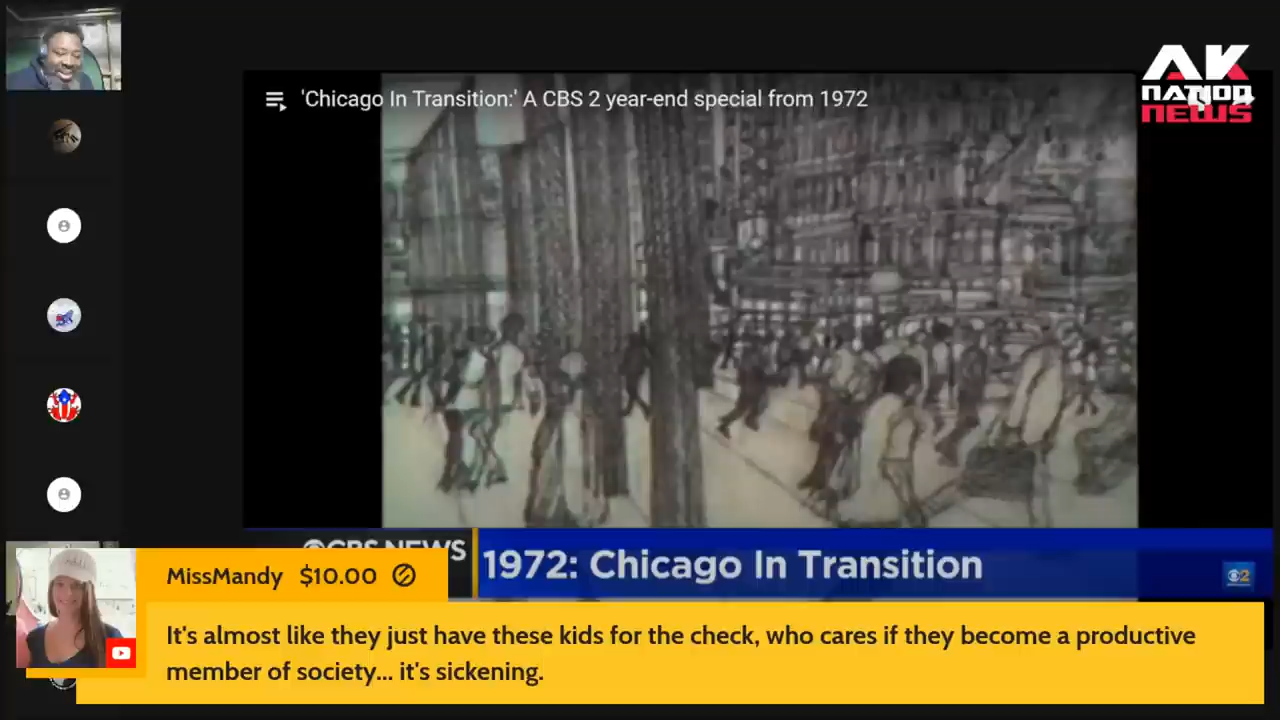 'Chicago In Transition:' A CBS 2 year-end special from 1972
AK
NATION
NEWS
CBS NEWS
1972: Chicago In Transition
2
MissMandy $10.00
It's almost like they just have these kids for the check, who cares if they become a productive
member of society... it's sickening.